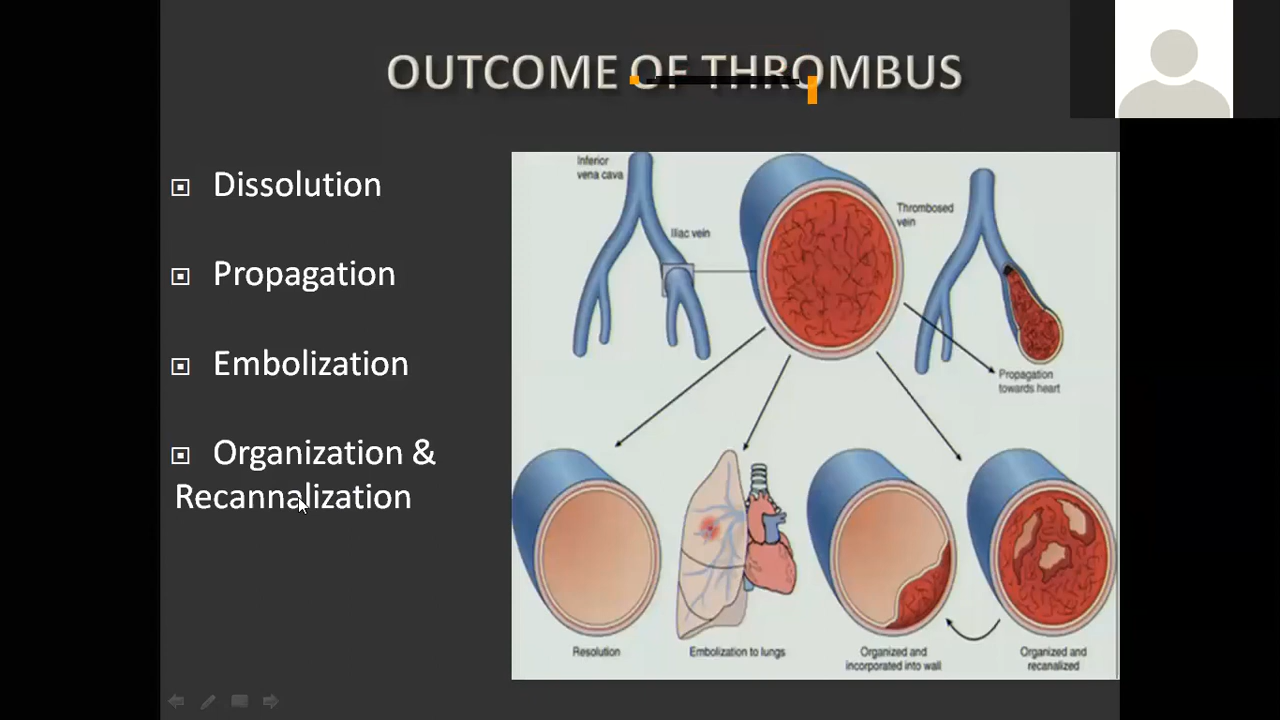 OUTCOME OF THROMBUS
Dissolution
Propagation
Embolization
Organization &
Recannalization
Inferior
vena cava
Iliac vein
Thrombosed
vein
Propagation
towards heart
Resolution
Embolization to lungs
Organized and
incorporated into wall
Organized and
recanalized